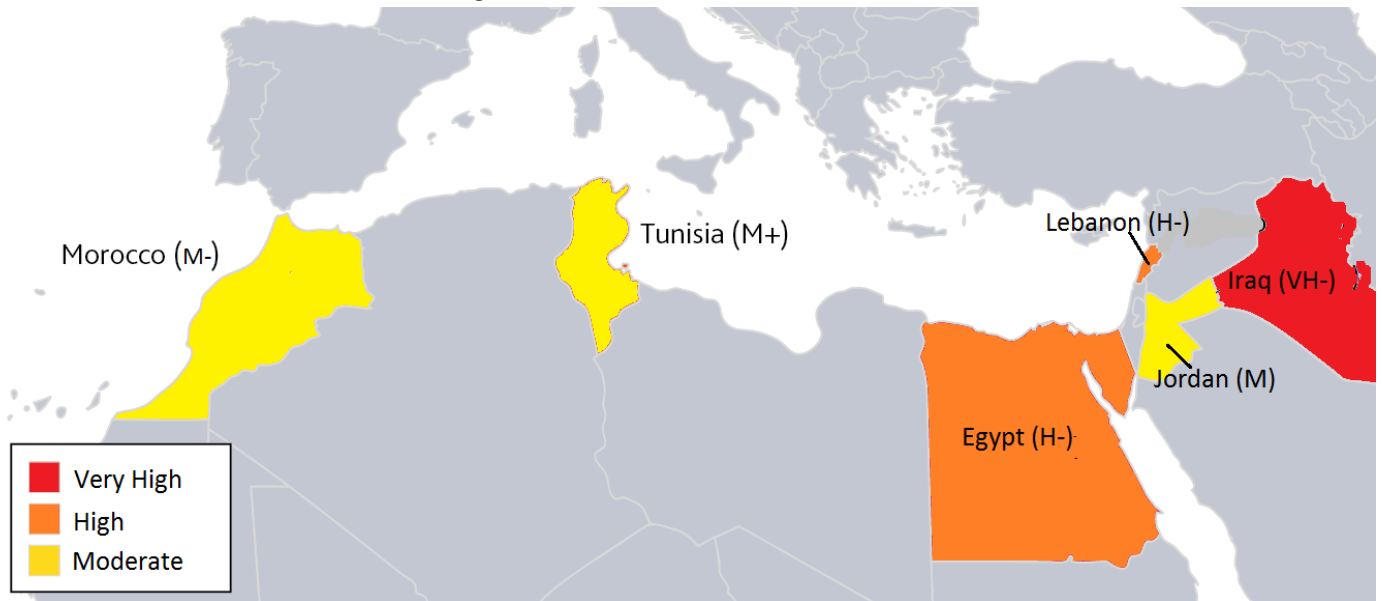 Lebanon (H-)
Tunisia (M+)
Morocco (M-)
Iraq (VH-)
Jordan (M)
Egypt (H-)
Very High
High
Moderate